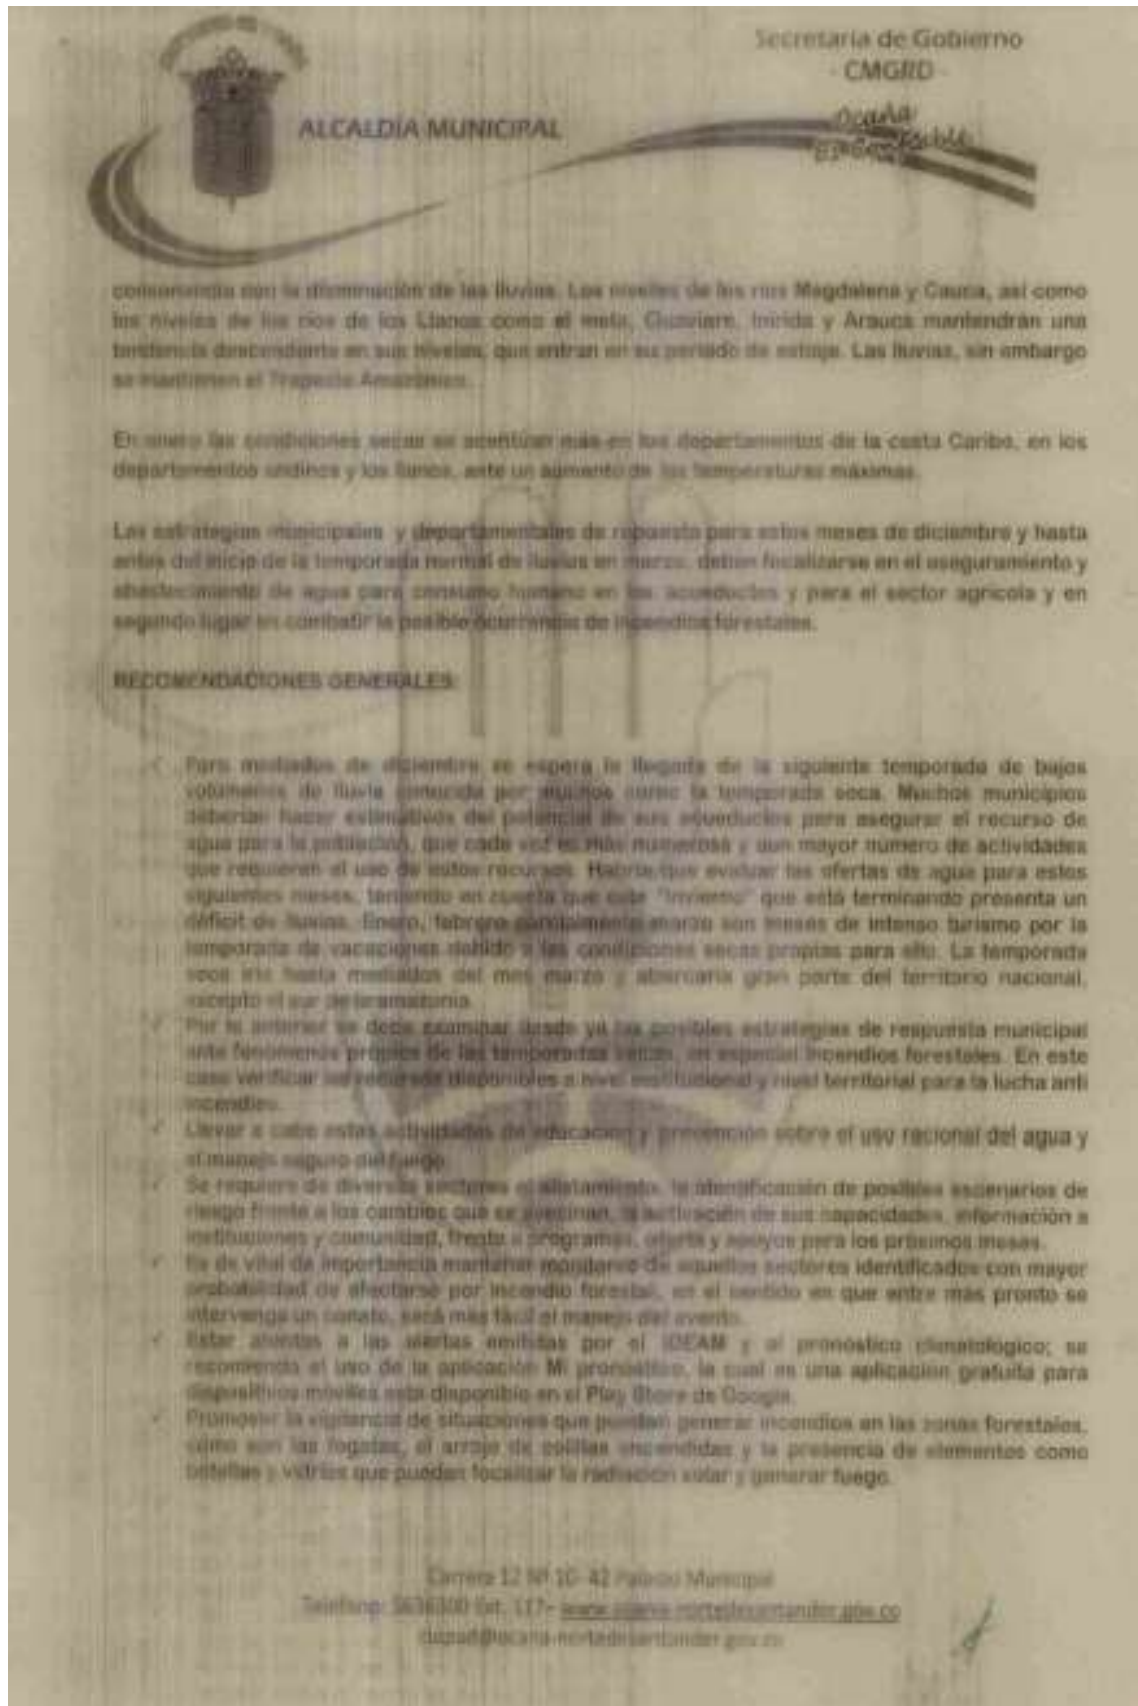 Secretaria de Gobierno
- CMGRD -
ALCALDÍA MUNICIPAL
Ocaña
consonancia con la disminución de las lluvias. Los niveles de los rios Magdalena y Cauca, así como
los niveles de los rios de los Llanos como el meta, Guaviare, Inirida y Arauca mantendrán una
tendencia descendente en sus niveles, que entran en su periodo de estiaje. Las lluvias, sin embargo
se mantienen el Trapecio Amazónico.
En enero las condiciones secas se acentúan más en los departamentos de la costa Caribe, en los
departamentos andinos y los llanos, ante un aumento de las temperaturas máximas.
Las estrategias municipales y departamentales de repuesta para estos meses de diciembre y hasta
antes del inicio de la temporada normal de lluvias en marzo, deben focalizarse en el aseguramiento y
abastecimiento de agua para consumo humano en los acueductos y para el sector agricola y en
segundo lugar en combatir la posible ocurrencia de incendios forestales.
RECOMENDACIONES GENERALES:
✓ Para mediados de diciembre se espera la llegada de la siguiente temporada de bajos
volúmenes de lluvia conocida por muchos como la temporada seca. Muchos municipios
deberían hacer estimativos del potencial de sus acueductos para asegurar el recurso de
agua para la población, que cada vez es más numerosa y aun mayor número de actividades
que requieren el uso de estos recursos. Habría que evaluar las ofertas de agua para estos
siguientes meses, teniendo en cuenta que este "invierno" que está terminando presenta un
déficit de lluvias. Enero, febrero parcialmente marzo son meses de intenso turismo por la
temporada de vacaciones debido a las condiciones secas propias para ello. La temporada
seca iría hasta mediados del mes marzo y abarcaría gran parte del territorio nacional,
excepto el sur de la
✓ Por lo anterior se debe examinar desde ya las posibles estrategias de respuesta municipal
ante fenómenos propios de las temporadas secas, en especial incendios forestales. En este
caso verificar los recursos disponibles a nivel institucional y nivel territorial para la lucha anti
incendios.
✓ Llevar a cabo estas actividades de educación y prevención sobre el uso racional del agua y
el manejo seguro del fuego.
✓ Se requiere de diversos sectores el alistamiento, la identificación de posibles escenarios de
riesgo frente a los cambios que se avecinan, la activación de sus capacidades, información a
instituciones y comunidad, frente a programas, oferta y apoyos para los próximos meses.
✓ Es de vital de importancia mantener monitoreo de aquellos sectores identificados con mayor
probabilidad de afectarse por incendio forestal, en el sentido en que entre más pronto se
intervenga un conato, será más fácil el manejo del evento.
✓ Estar atentos a las alertas emitidas por el IDEAM y al pronostico climatológico; se
recomienda el uso de la aplicación Mi pronóstico, la cual es una aplicación gratuita para
dispositivos móviles esta disponible en el Play Store de Google.
✓ Promover la vigilancia de situaciones que puedan generar incendios en las zonas forestales,
como son las fogatas, el arrojo de colillas encendidas y la presencia de elementos como
botellas y vidrios que puedan focalizar la radiación solar y generar fuego.
Carrera 12 Nº 10- 42 Palacio Municipal
Teléfono: 5636300 Ext. 117- www.ocana-nortedesantander.gov.co